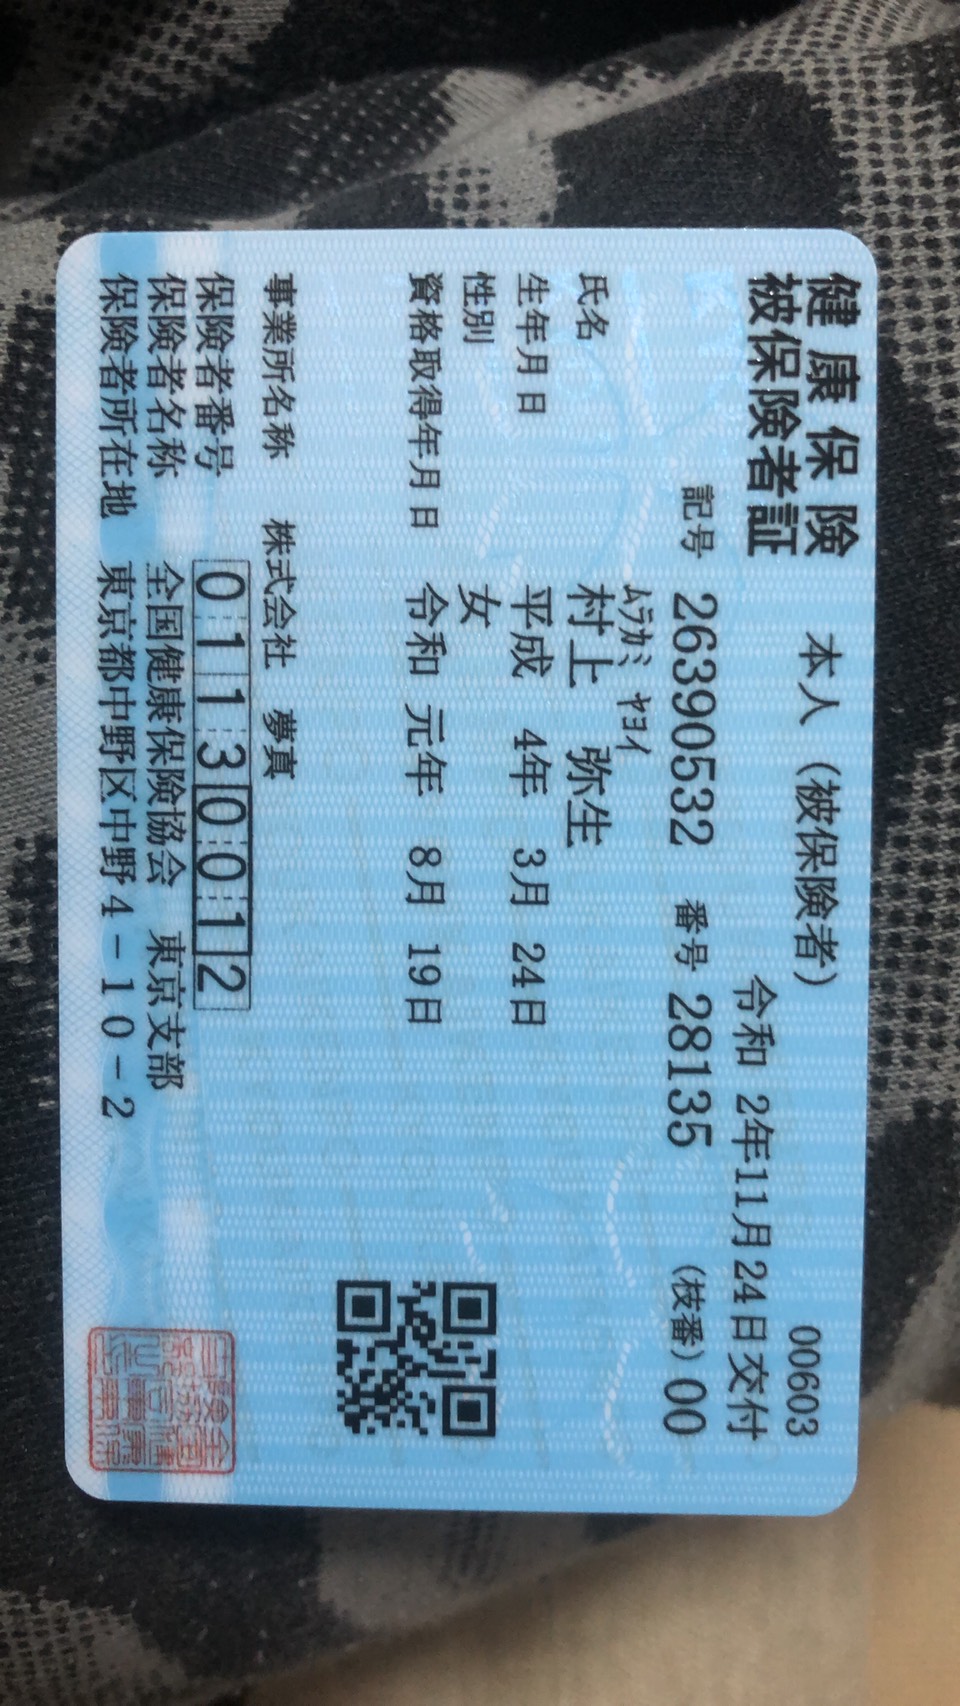 健康保険
被保険者証
本人（被保険者）
00603
令和 2年11月24日交付
記号 26390532 番号 28135 （枝番）00
ﾑﾗｶﾐ ﾔﾖｲ
氏名 村上 弥生
生年月日 平成 4年 3月 24日
性別 女
資格取得年月日 令和 元年 8月 19日
事業所名称 株式会社 夢真
保険者番号 01130012
保険者名称 全国健康保険協会 東京支部
保険者所在地 東京都中野区中野4-10-2